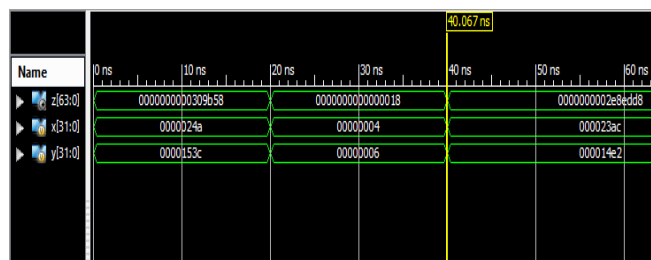 40.067 ns
Name 0 ns 10 ns 20 ns 30 ns 40 ns 50 ns 60 ns
z[63:0] 0000000000309b58 0000000000000018 0000000002e8edd8
x[31:0] 0000024a 00000004 000023ac
y[31:0] 0000153c 00000006 000014e2